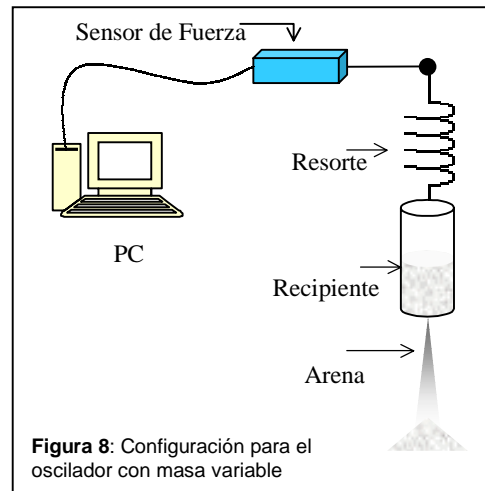 Sensor de Fuerza
Resorte
PC
Recipiente
Arena
Figura 8: Configuración para el
oscilador con masa variable